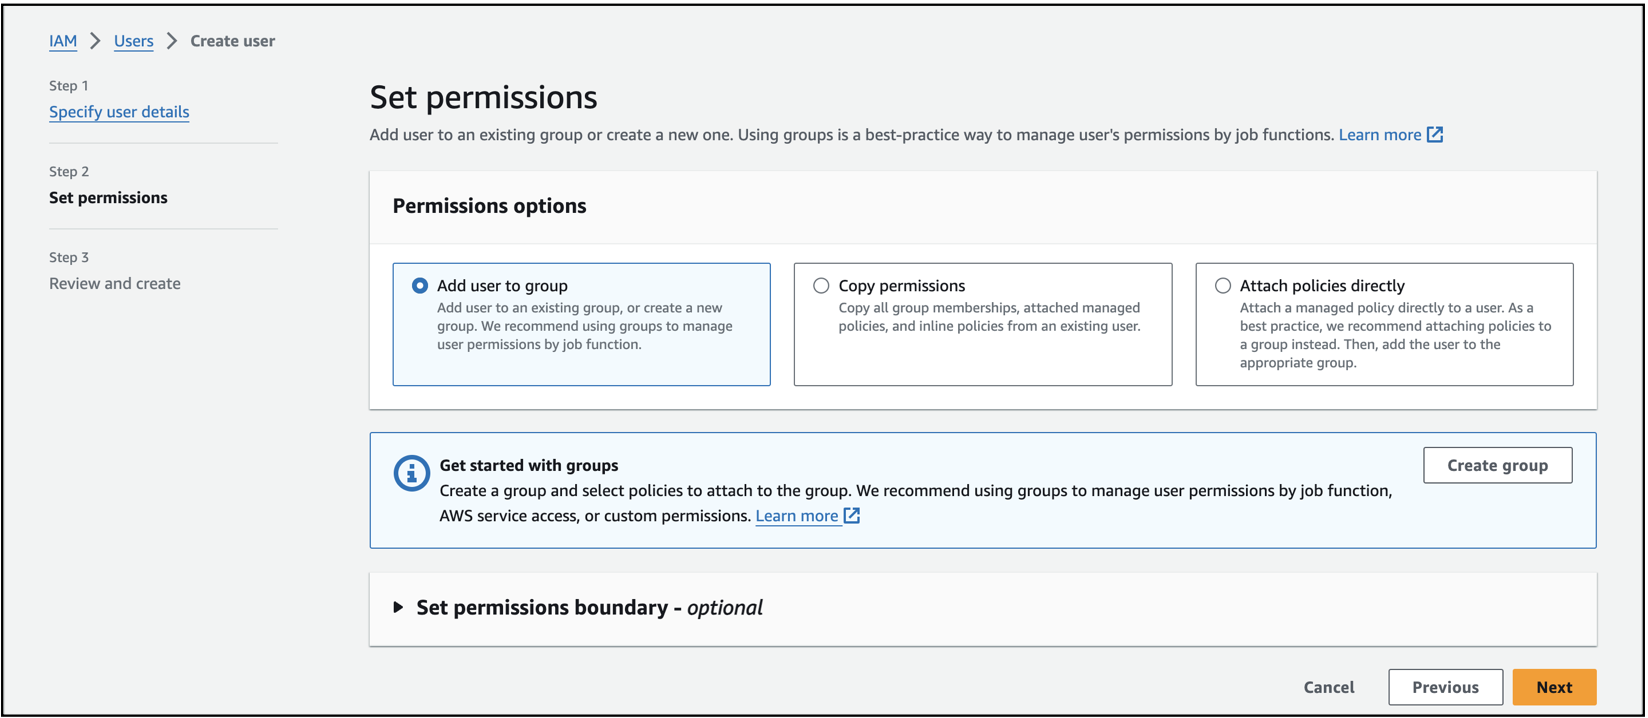 IAM > Users > Create user
Step 1
Specify user details
Step 2
Set permissions
Step 3
Review and create
Set permissions
Add user to an existing group or create a new one. Using groups is a best-practice way to manage user's permissions by job functions. Learn more
Permissions options
Add user to group
Add user to an existing group, or create a new
group. We recommend using groups to manage
user permissions by job function.
Copy permissions
Copy all group memberships, attached managed
policies, and inline policies from an existing user.
Attach policies directly
Attach a managed policy directly to a user. As a
best practice, we recommend attaching policies to
a group instead. Then, add the user to the
appropriate group.
Get started with groups
Create a group and select policies to attach to the group. We recommend using groups to manage user permissions by job function,
AWS service access, or custom permissions. Learn more
Create group
Set permissions boundary - optional
Cancel
Previous
Next